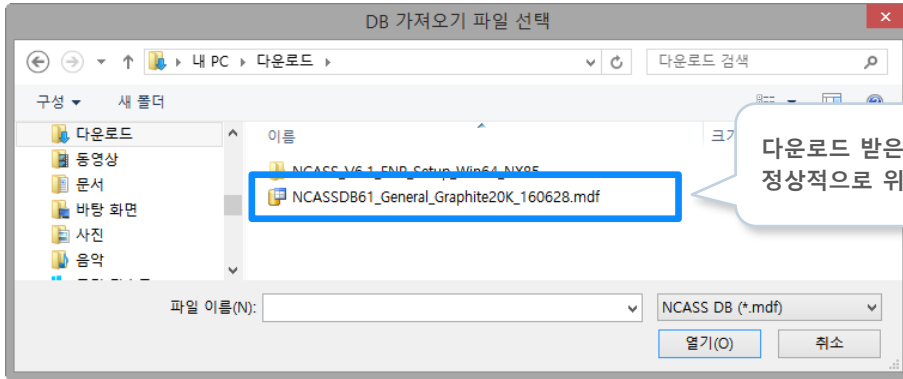 DB 가져오기 파일 선택
내 PC 다운로드
다운로드 검색
구성 새 폴더
다운로드
동영상
문서
바탕 화면
사진
음악
이름
NCASS_V6.1_ENP_Setup_Win64_NX85
NCASSDB61_General_Graphite20K_160628.mdf
다운로드 받은
정상적으로 위
파일 이름(N):
NCASS DB (*.mdf)
열기(O)
취소